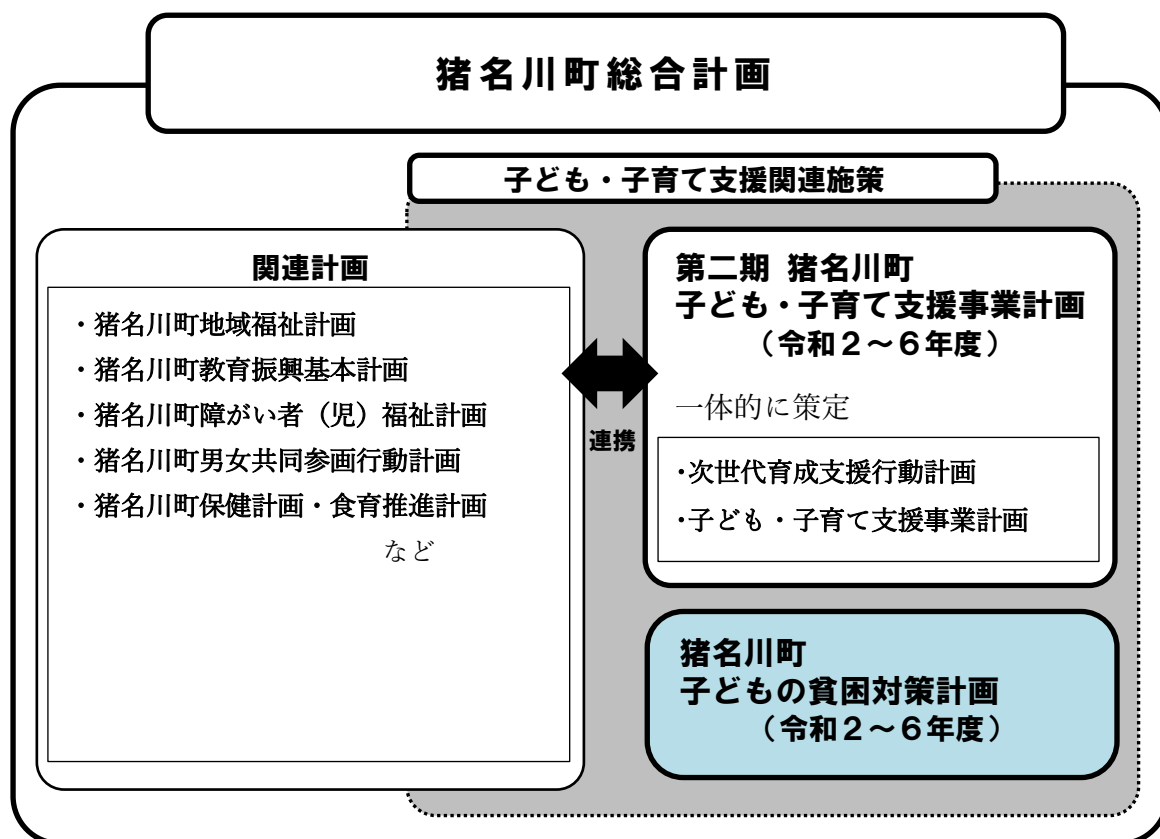 猪名川町総合計画
子ども・子育て支援関連施策
関連計画
・猪名川町地域福祉計画
・猪名川町教育振興基本計画
・猪名川町障がい者（児）福祉計画
・猪名川町男女共同参画行動計画
・猪名川町保健計画・食育推進計画
など
連携
第二期 猪名川町
子ども・子育て支援事業計画
（令和２～６年度）
一体的に策定
・次世代育成支援行動計画
・子ども・子育て支援事業計画
猪名川町
子どもの貧困対策計画
（令和２～６年度）